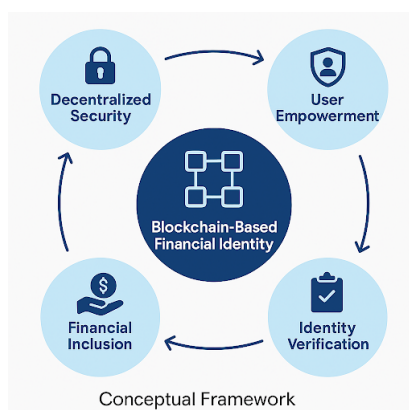 Decentralized
Security
User
Empowerment
Blockchain-Based
Financial Identity
$
Financial
Inclusion
Identity
Verification
Conceptual Framework